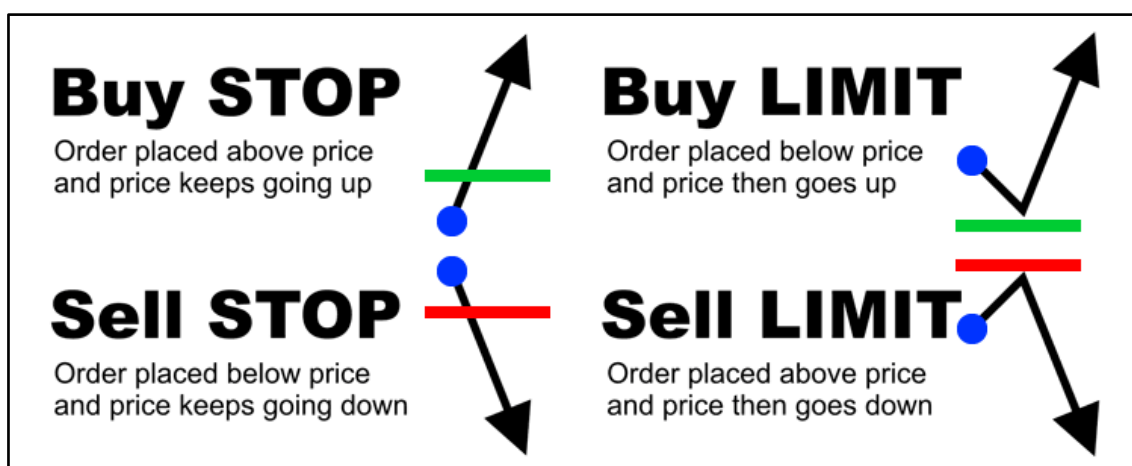 Buy STOP
Order placed above price
and price keeps going up
Buy LIMIT
Order placed below price
and price then goes up
Sell STOP
Order placed below price
and price keeps going down
Sell LIMIT
Order placed above price
and price then goes down